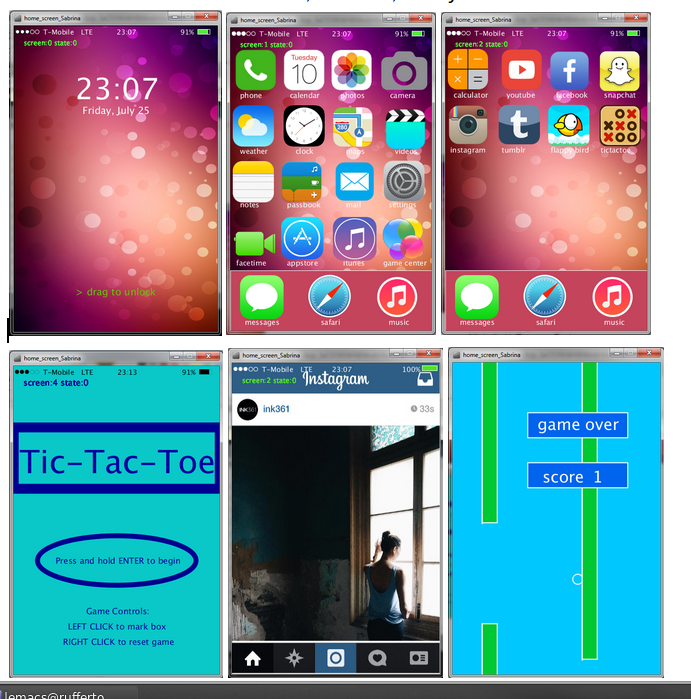 home_screen_Sabrina
T-Mobile LTE 23:07 91%
screen:0 state:0
23:07
Friday, July 25
> drag to unlock
home_screen_Sabrina
T-Mobile LTE 23:07 91%
screen:1 state:0
Tuesday
10
phone calendar photos camera
280
weather clock maps videos
notes passbook mail settings
facetime appstore itunes game center
messages safari music
home_screen_Sabrina
T-Mobile LTE 23:07 91%
screen:2 state:0
calculator youtube facebook snapchat
instagram tumblr flappy bird tictactoe
messages safari music
home_screen_Sabrina
T-Mobile LTE 23:13 91%
screen:4 state:0
Tic-Tac-Toe
Press and hold ENTER to begin
Game Controls:
LEFT CLICK to mark box
RIGHT CLICK to reset game
home_screen_Sabrina
T-Mobile LTE 23:07 100%
screen:2 state:0 Instagram
INK361 ink361 33s
home_screen_Sabrina
game over
score 1
lemacs@rufferto